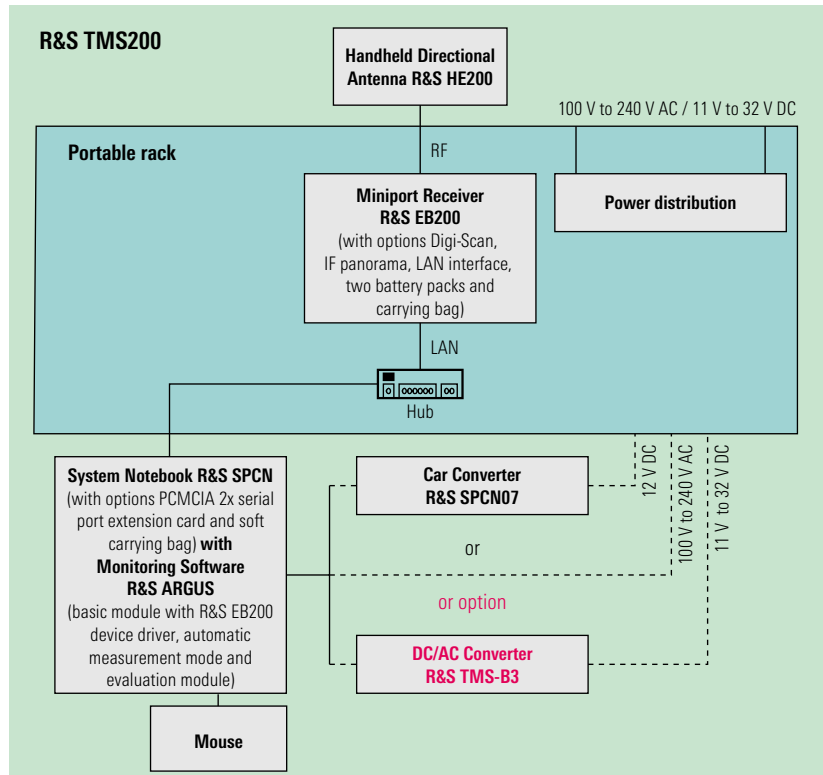 R&S TMS200
Handheld Directional
Antenna R&S HE200
100 V to 240 V AC / 11 V to 32 V DC
Portable rack
RF
Miniport Receiver
R&S EB200
(with options Digi-Scan,
IF panorama, LAN interface,
two battery packs and
carrying bag)
Power distribution
LAN
Hub
System Notebook R&S SPCN
(with options PCMCIA 2x serial
port extension card and soft
carrying bag) with
Monitoring Software
R&S ARGUS
(basic module with R&S EB200
device driver, automatic
measurement mode and
evaluation module)
Car Converter
R&S SPCN07
12 V DC
100 V to 240 V AC
11 V to 32 V DC
or
or option
DC/AC Converter
R&S TMS-B3
Mouse